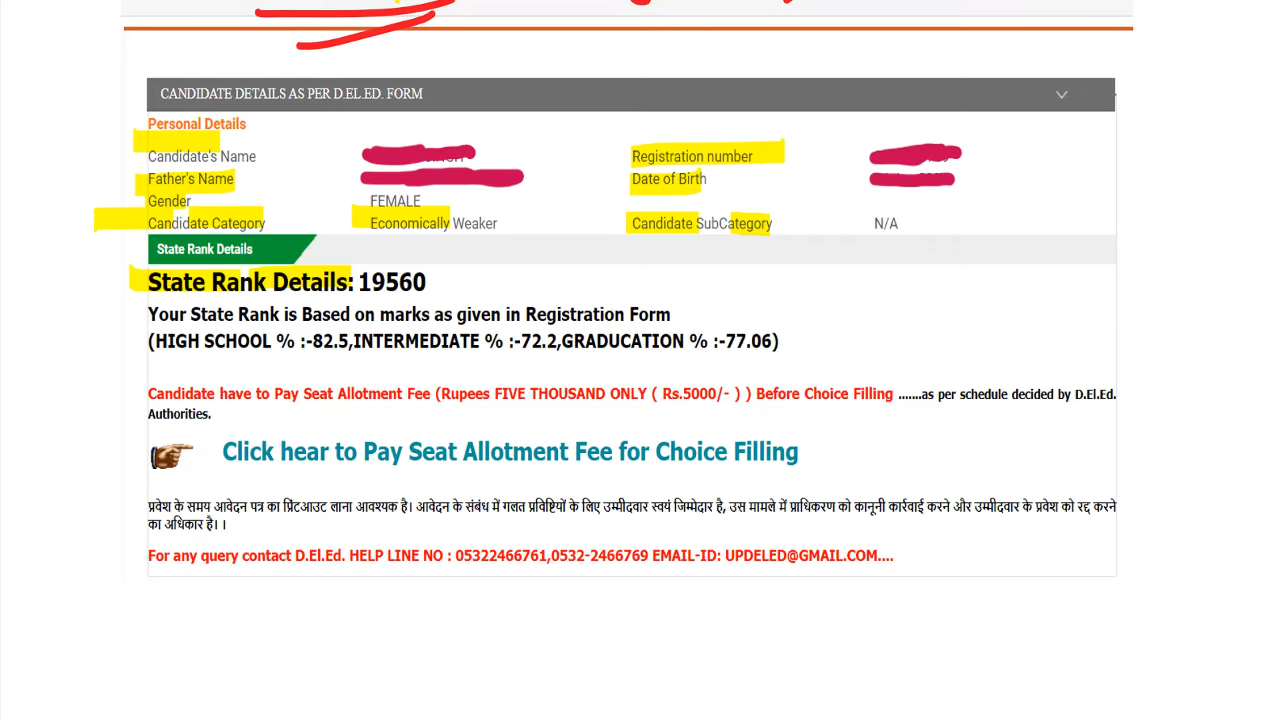 CANDIDATE DETAILS AS PER D.EL.ED. FORM
Personal Details
Candidate's Name Registration number
Father's Name Date of Birth
Gender FEMALE
Candidate Category Economically Weaker Candidate SubCategory N/A
State Rank Details
State Rank Details: 19560
Your State Rank is Based on marks as given in Registration Form
(HIGH SCHOOL % :-82.5,INTERMEDIATE % :-72.2,GRADUCATION % :-77.06)
Candidate have to Pay Seat Allotment Fee (Rupees FIVE THOUSAND ONLY ( Rs.5000/- ) ) Before Choice Filling .......as per schedule decided by D.El.Ed.
Authorities.
Click hear to Pay Seat Allotment Fee for Choice Filling
प्रवेश के समय आवेदन पत्र का प्रिंटआउट लाना आवश्यक है। आवेदन के संबंध में गलत प्रविष्टियों के लिए उम्मीदवार स्वयं जिम्मेदार है, उस मामले में प्राधिकरण को कानूनी कार्रवाई करने और उम्मीदवार के प्रवेश को रद्द करने
का अधिकार है। ।
For any query contact D.El.Ed. HELP LINE NO : 05322466761,0532-2466769 EMAIL-ID: UPDELED@GMAIL.COM....